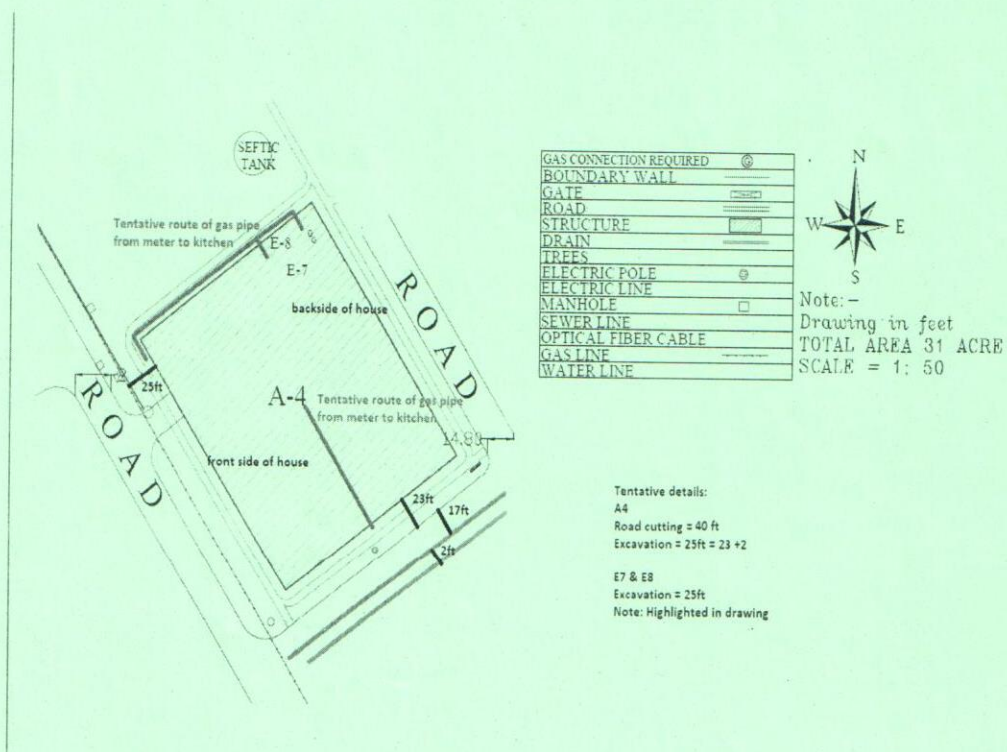 SEFTIC
TANK
Tentative route of gas pipe
from meter to kitchen
E-8
E-7
backside of house
ROAD
25ft
ROAD
A-4
Tentative route of gas pipe
from meter to kitchen
14.80
front side of house
23ft
17ft
2ft
GAS CONNECTION REQUIRED
BOUNDARY WALL
GATE
ROAD
STRUCTURE
DRAIN
TREES
ELECTRIC POLE
ELECTRIC LINE
MANHOLE
SEWER LINE
OPTICAL FIBER CABLE
GAS LINE
WATER LINE
N
W
E
S
Note:-
Drawing in feet
TOTAL AREA 31 ACRE
SCALE = 1: 50
Tentative details:
A4
Road cutting = 40 ft
Excavation = 25ft = 23 +2
E7 & E8
Excavation = 25ft
Note: Highlighted in drawing